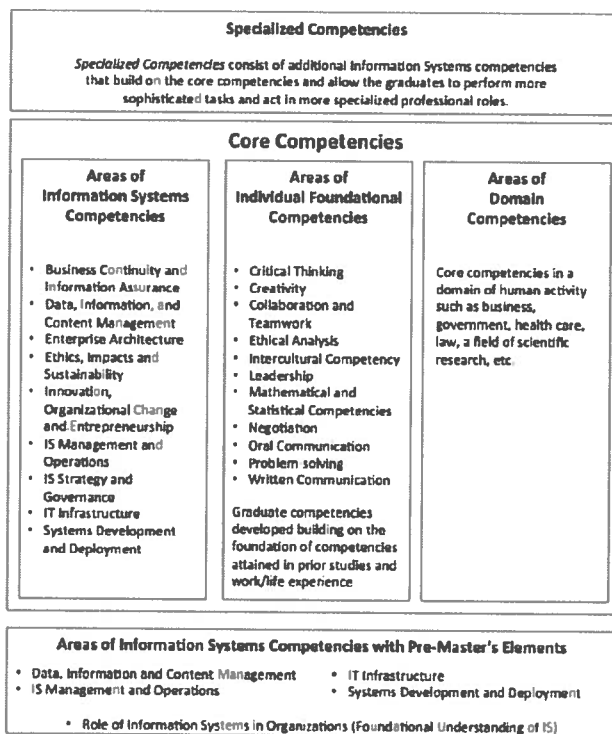 Specialized Competencies
Specialized Competencies consist of additional Information Systems competencies
that build on the core competencies and allow the graduates to perform more
sophisticated tasks and act in more specialized professional roles.
Core Competencies
Areas of
Information Systems
Competencies
• Business Continuity and
Information Assurance
• Data, Information, and
Content Management
• Enterprise Architecture
• Ethics, Impacts and
Sustainability
• Innovation,
Organizational Change
and Entrepreneurship
• IS Management and
Operations
• IS Strategy and
Governance
• IT Infrastructure
• Systems Development
and Deployment
Areas of
Individual Foundational
Competencies
• Critical Thinking
• Creativity
• Collaboration and
Teamwork
• Ethical Analysis
• Intercultural Competency
• Leadership
• Mathematical and
Statistical Competencies
• Negotiation
• Oral Communication
• Problem solving
• Written Communication
Graduate competencies
developed building on the
foundation of competencies
attained in prior studies and
work/life experience
Areas of
Domain
Competencies
Core competencies in a
domain of human activity
such as business,
government, health care,
law, a field of scientific
research, etc.
Areas of Information Systems Competencies with Pre-Master's Elements
• Data, Information and Content Management
• IS Management and Operations
• IT Infrastructure
• Systems Development and Deployment
• Role of Information Systems in Organizations (Foundational Understanding of IS)